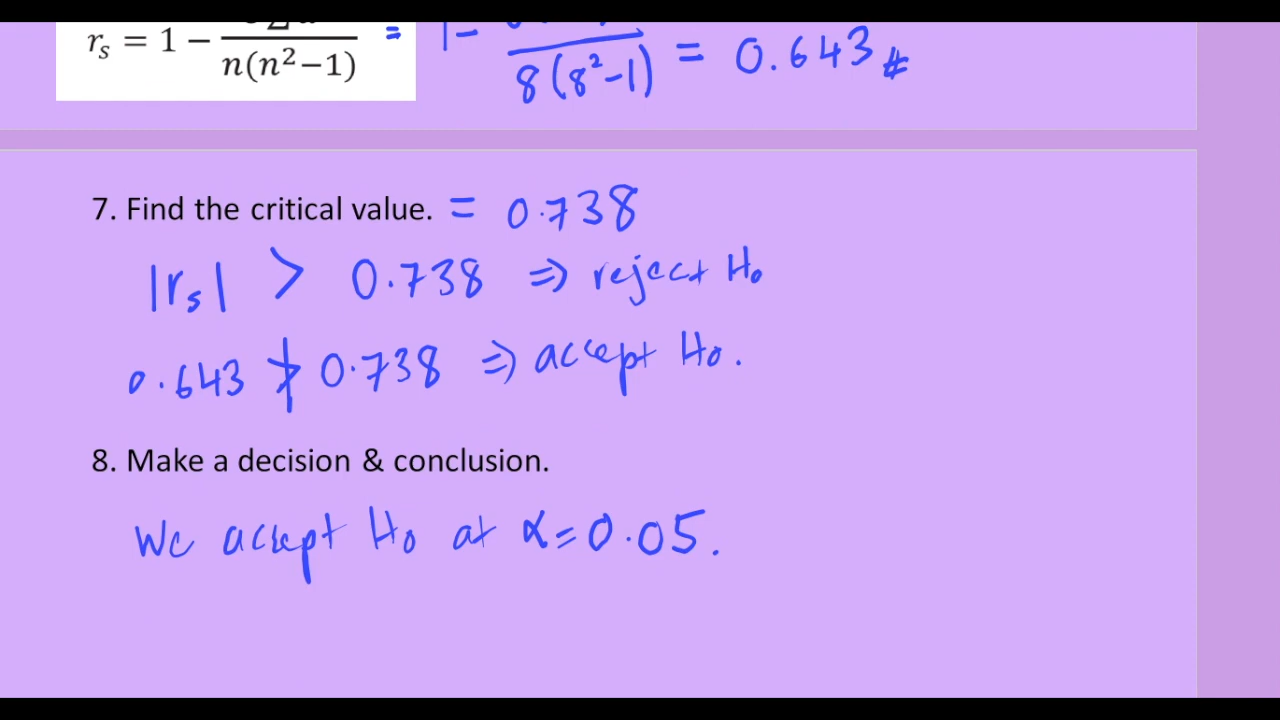 rₛ = 1 − / n(n²−1) = 1 − / 8(8²−1) = 0.643 #
7. Find the critical value. = 0.738
|rₛ| > 0.738 ⇒ reject H₀
0.643 ≯ 0.738 ⇒ accept H₀.
8. Make a decision & conclusion.
We accept H₀ at α = 0.05.